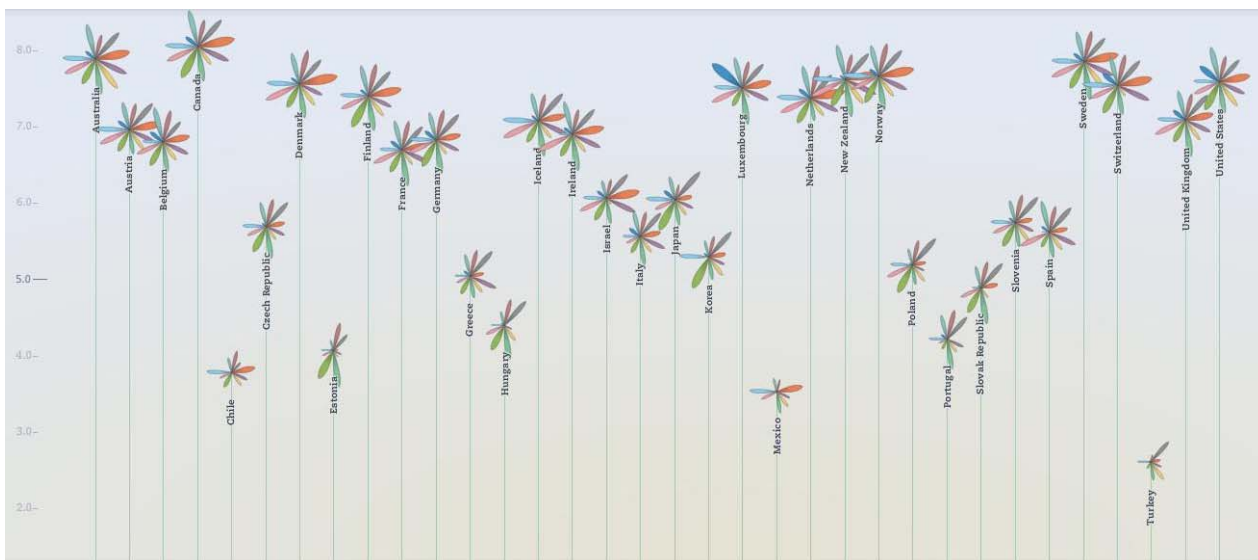 8.0
7.0
6.0
5.0
4.0
3.0
2.0
Australia
Austria
Belgium
Canada
Chile
Czech Republic
Denmark
Estonia
Finland
France
Germany
Greece
Hungary
Iceland
Ireland
Israel
Italy
Japan
Korea
Luxembourg
Mexico
Netherlands
New Zealand
Norway
Poland
Portugal
Slovak Republic
Slovenia
Spain
Sweden
Switzerland
Turkey
United Kingdom
United States